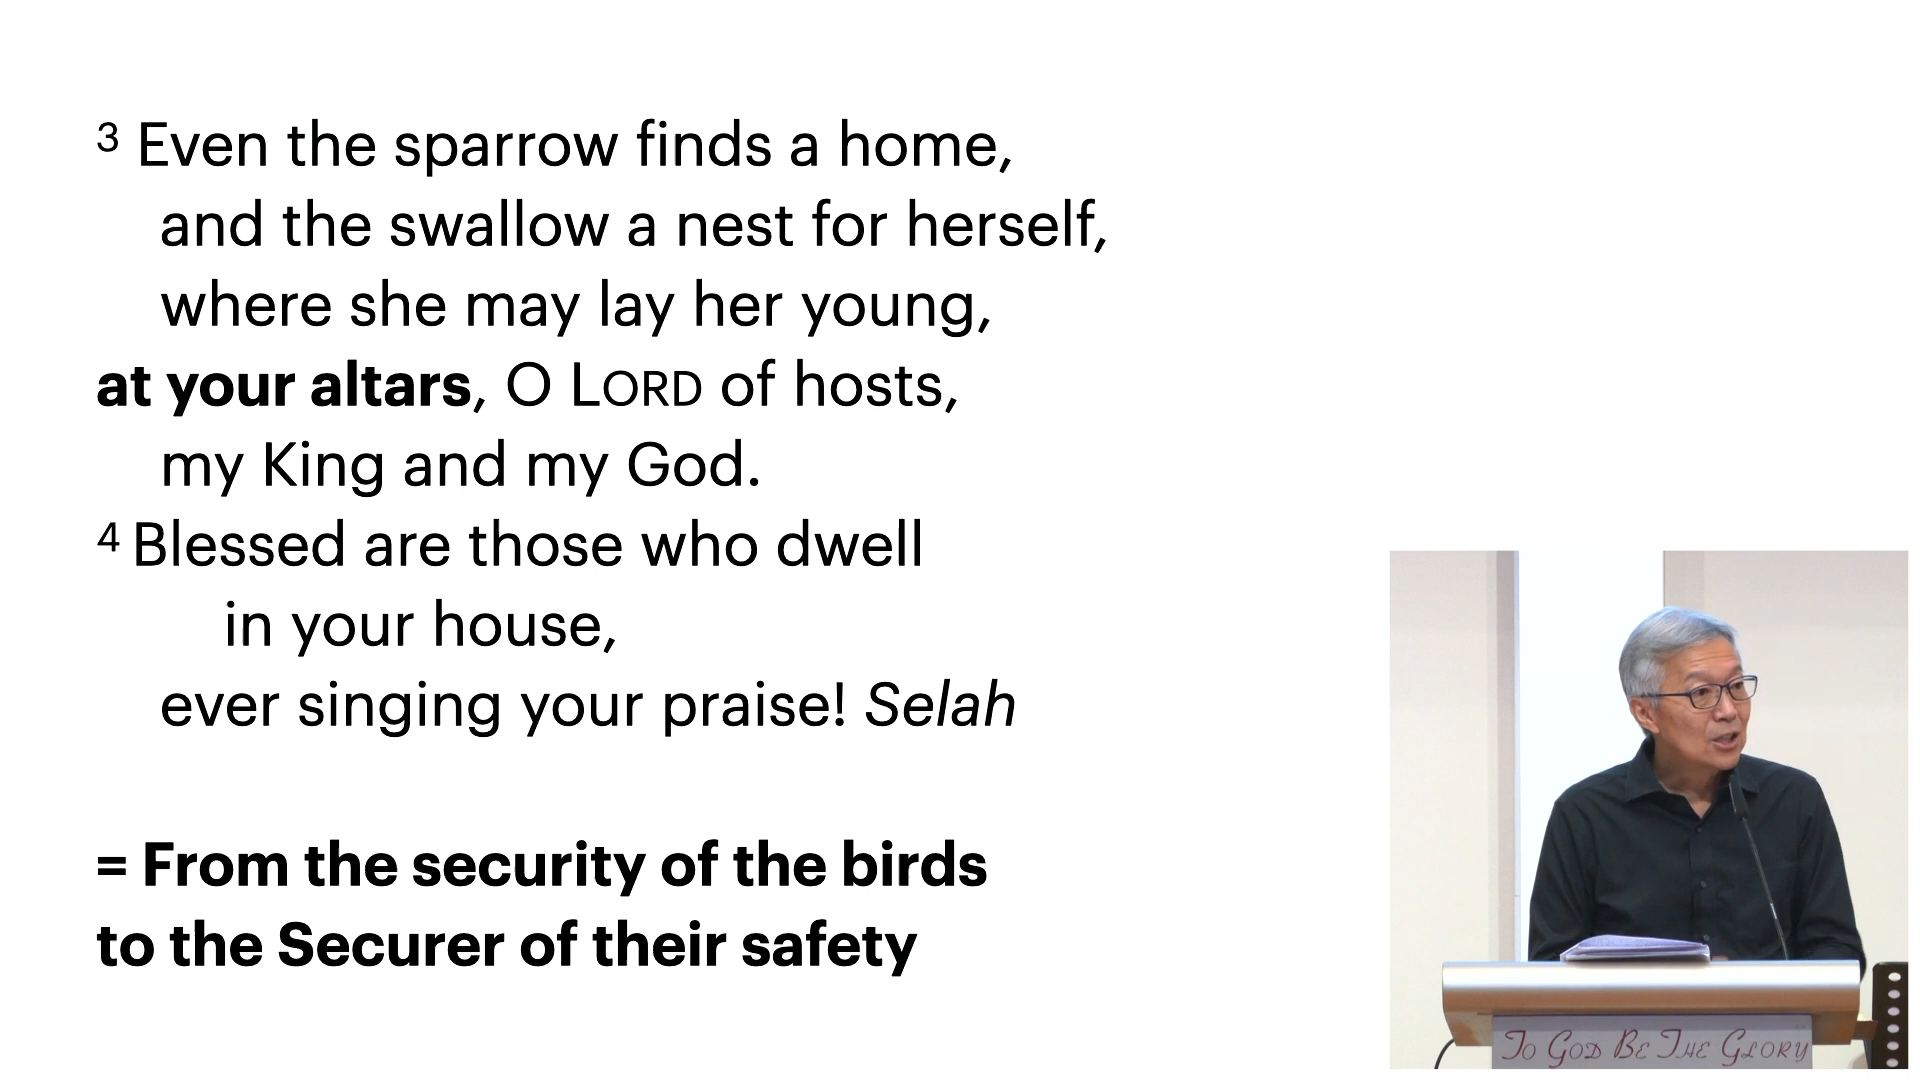 3 Even the sparrow finds a home,
and the swallow a nest for herself,
where she may lay her young,
at your altars, O LORD of hosts,
my King and my God.
4 Blessed are those who dwell
in your house,
ever singing your praise! Selah
= From the security of the birds
to the Securer of their safety
To God Be The Glory